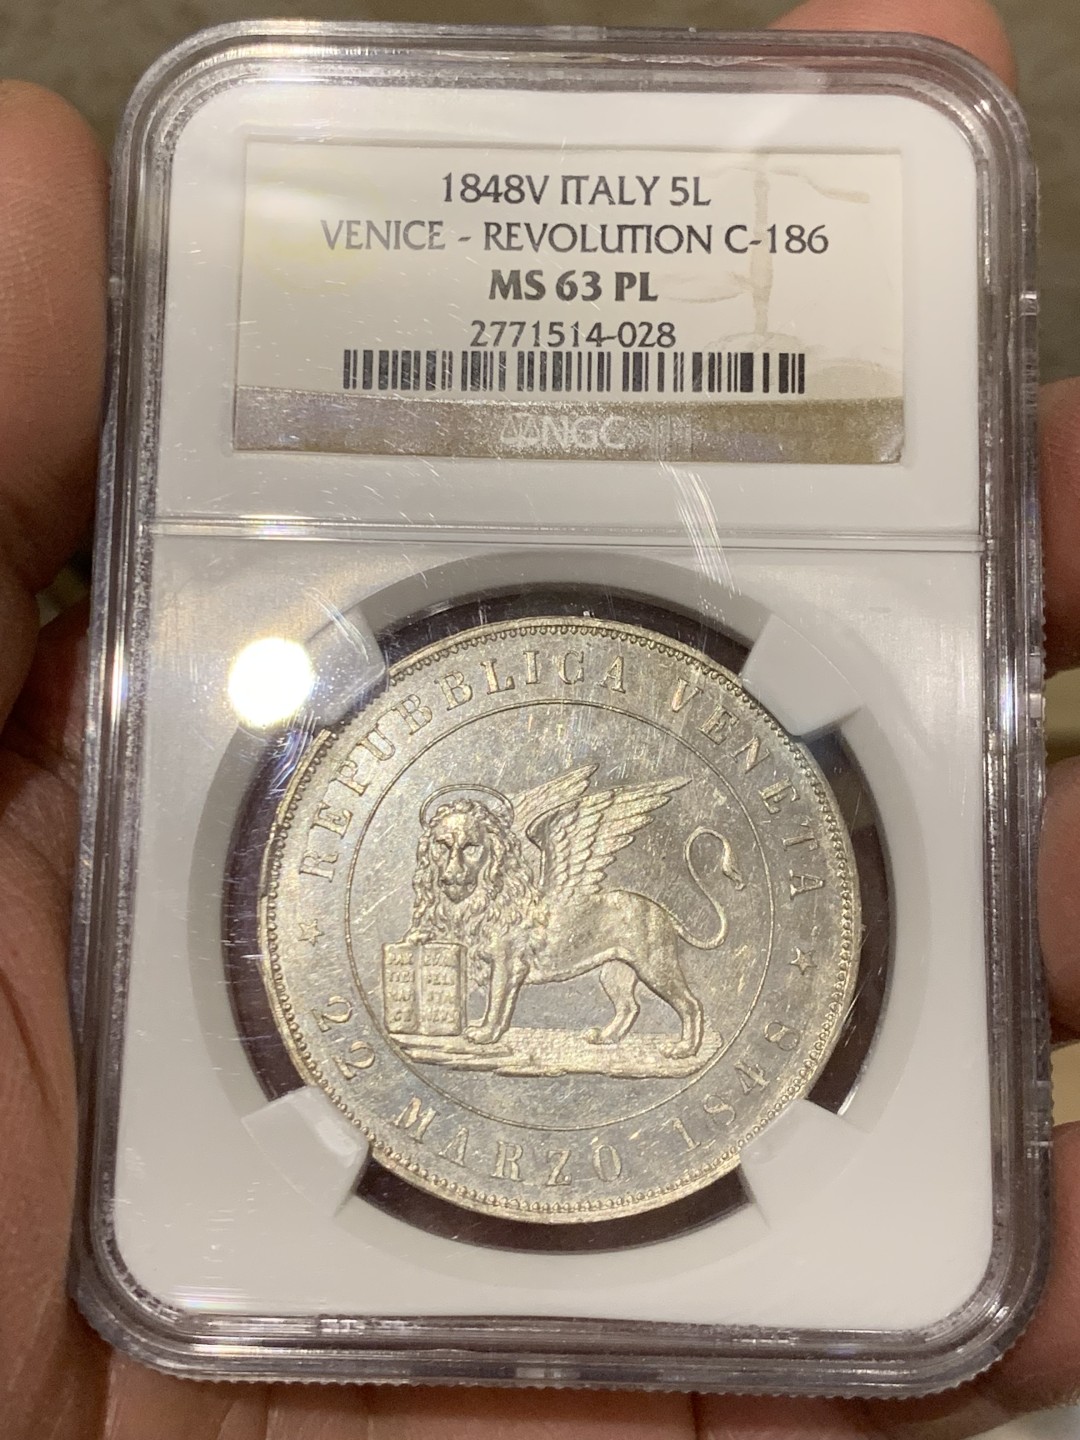 1848V ITALY 5L
VENICE - REVOLUTION C-186
MS 63 PL
2771514-028
NGC
REPUBBLICA VENETA
22 MARZO 1848